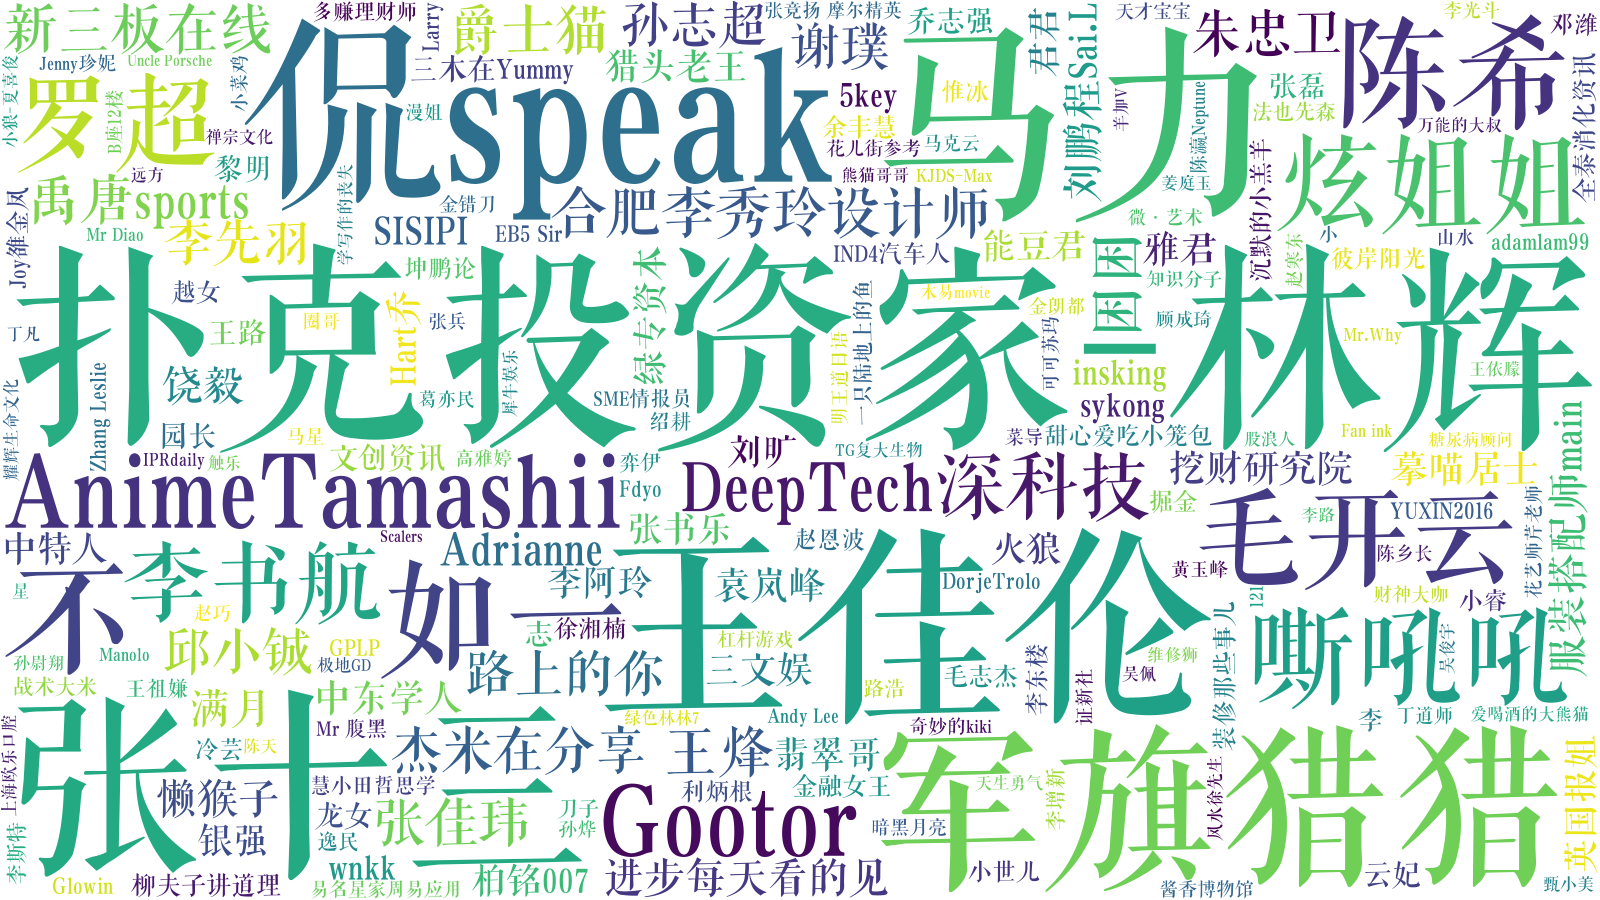 新三板在线
多赚理财师
Larry
爵士猫
孙志超
张竞扬 摩尔精英
谢璞
乔志强
君君
天才宝宝
朱忠卫
李光斗
邓潍
陈希
Jenny珍妮
Uncle Porsche
小菜鸡
侃speak
三木在Yummy
猎头老王
5key
惟冰
马力
刘鹏程Sai.L
羊加V
陈灏Neptune
张磊
法也先森
万能的大叔
全泰消化资讯
小狼-夏喜俊
罗超
B座12楼
禅宗文化
漫姐
余丰慧
马克云
花儿街参考
黎明
远方
熊猫哥哥
KJDS-Max
姜庭玉
沉默的小羔羊
炫姐姐
禹唐sports
学写作的丧失
金错刀
合肥李秀玲设计师
微·艺术
小
山水
adamlam99
Joy雒金凤
Mr Diao
李先羽
SISIPI
EB5 Sir
IND4汽车人
能豆君
雅君
知识分子
赵寒东
彼岸阳光
坤鹏论
绿专资本
越女
扑克投资家
一只陆地上的鱼
木易movie
金朗都
顾成琦
林辉
丁凡
王路
圈哥
Hart乔
张兵
明王道日语
可可苏玛
Mr.Why
王依朦
饶毅
葛亦民
犀牛娱乐
SME情报员
绍耕
insking
sykong
耀辉生命文化
Zhang Leslie
园长
马星
刘旷
TG复大生物
菜导
甜心爱吃小笼包
殷浪人
Fan ink
糖尿病顾问
服装搭配师main
IPRdaily
触乐
文创资讯
高雅婷
弈伊
Fdyo
AnimeTamashii
DeepTech深科技
挖财研究院
摹喵居士
掘金
李路
YUXIN2016
花艺师芹老师
中特人
Scalers
张书乐
赵恩波
火狼
毛开云
陈乡长
不如一
李书航
Adrianne
王佳伦
DorjeTrolo
黄玉峰
星
赵巧
李阿玲
袁岚峰
121
财神大咖
小睿
孙尉翔
Manolo
邱小铖
GPLP
极地GD
志
徐湘楠
杠杆游戏
维修狮
吴佩
装修那些事儿
嘶吼吼
吴俊宇
战术大米
王祖嫌
满月
中东学人
路上的你
三文娱
路浩
毛志杰
李东楼
证新社
李
丁道师
爱喝酒的大熊猫
上海欧乐口腔
张十二
冷芸
陈天
Mr 腹黑
绿色林林7
Andy Lee
奇妙的kiki
杰米在分享
王烽
翡翠哥
军旗猎猎
英国报姐
懒猴子
慧小田哲思学
利炳根
金融女王
天生勇气
李增新
风水徐先生
李斯特
银强
龙女
逸民
张佳玮
刀子
孙烨
Gootor
暗黑月亮
Glowin
柳夫子讲道理
wnkk
易名星家周易应用
柏铭007
进步每天看的见
小世儿
酱香博物馆
云妃
甄小美